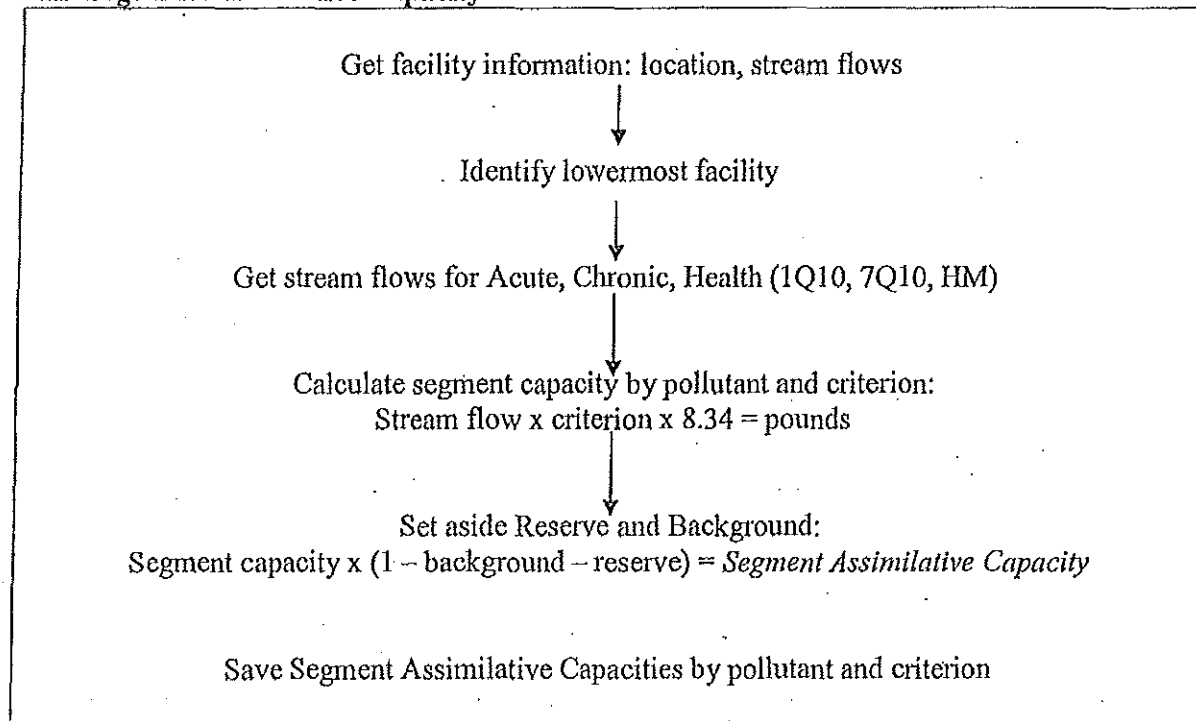 Get facility information: location, stream flows
Identify lowermost facility
Get stream flows for Acute, Chronic, Health (1Q10, 7Q10, HM)
Calculate segment capacity by pollutant and criterion:
Stream flow x criterion x 8.34 = pounds
Set aside Reserve and Background:
Segment capacity x (1 – background – reserve) = Segment Assimilative Capacity
Save Segment Assimilative Capacities by pollutant and criterion